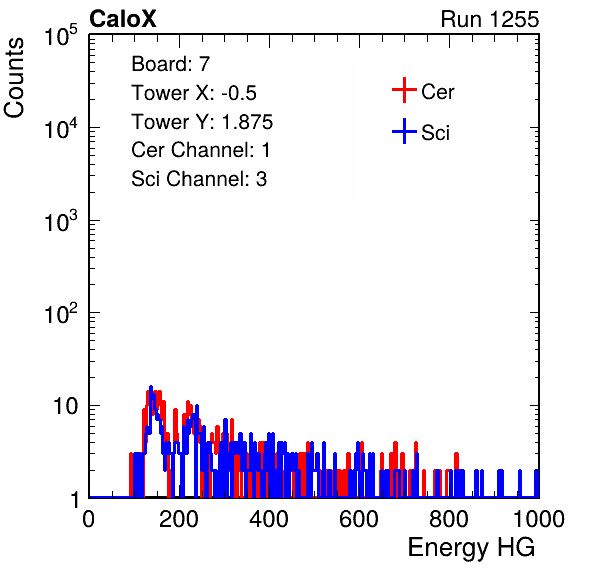 CaloX Run 1255
Counts
10^5
10^4
10^3
10^2
10
1
Board: 7
Tower X: -0.5
Tower Y: 1.875
Cer Channel: 1
Sci Channel: 3
Cer
Sci
0 200 400 600 800 1000
Energy HG